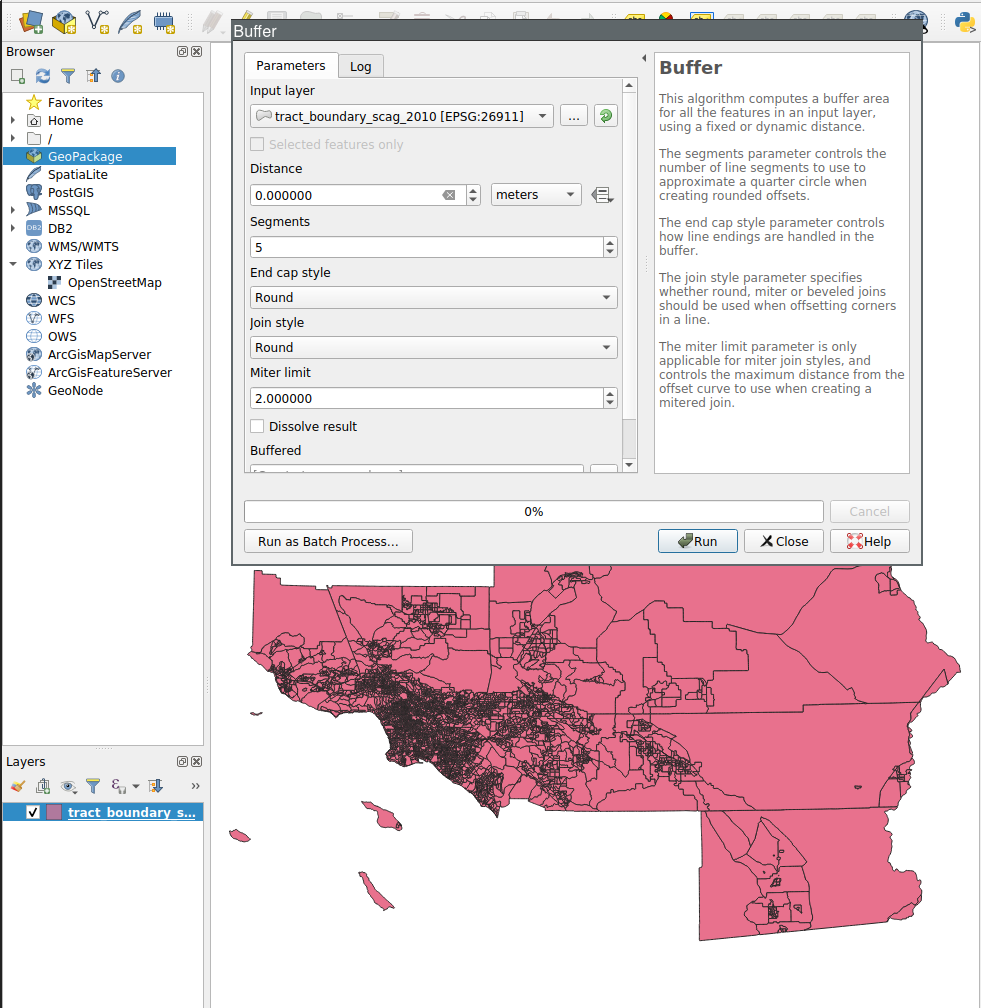 Buffer
Browser
Favorites
Home
/
GeoPackage
SpatiaLite
PostGIS
MSSQL
DB2
DB2
WMS/WMTS
XYZ Tiles
OpenStreetMap
WCS
WFS
OWS
ArcGisMapServer
ArcGisFeatureServer
GeoNode
Layers
tract_boundary_s...
Parameters
Log
Input layer
tract_boundary_scag_2010 [EPSG:26911]
...
Selected features only
Distance
0.000000
meters
Segments
5
End cap style
Round
Join style
Round
Miter limit
2.000000
Dissolve result
Buffered
Buffer
This algorithm computes a buffer area
for all the features in an input layer,
using a fixed or dynamic distance.
The segments parameter controls the
number of line segments to use to
approximate a quarter circle when
creating rounded offsets.
The end cap style parameter controls
how line endings are handled in the
buffer.
The join style parameter specifies
whether round, miter or beveled joins
should be used when offsetting corners
in a line.
The miter limit parameter is only
applicable for miter join styles, and
controls the maximum distance from the
offset curve to use when creating a
mitered join.
0%
Cancel
Run as Batch Process...
Run
Close
Help